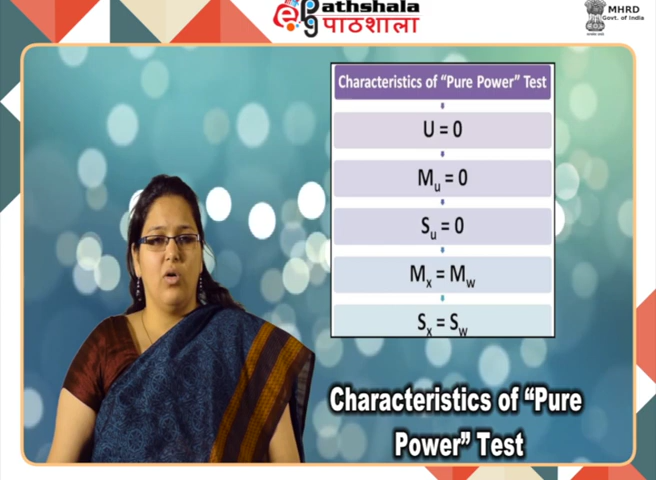 epgpathshala
पाठशाला
MHRD
Govt. of India
Characteristics of “Pure Power” Test
U = 0
Mu = 0
Su = 0
Mx = Mw
Sx = Sw
Characteristics of “Pure
Power” Test